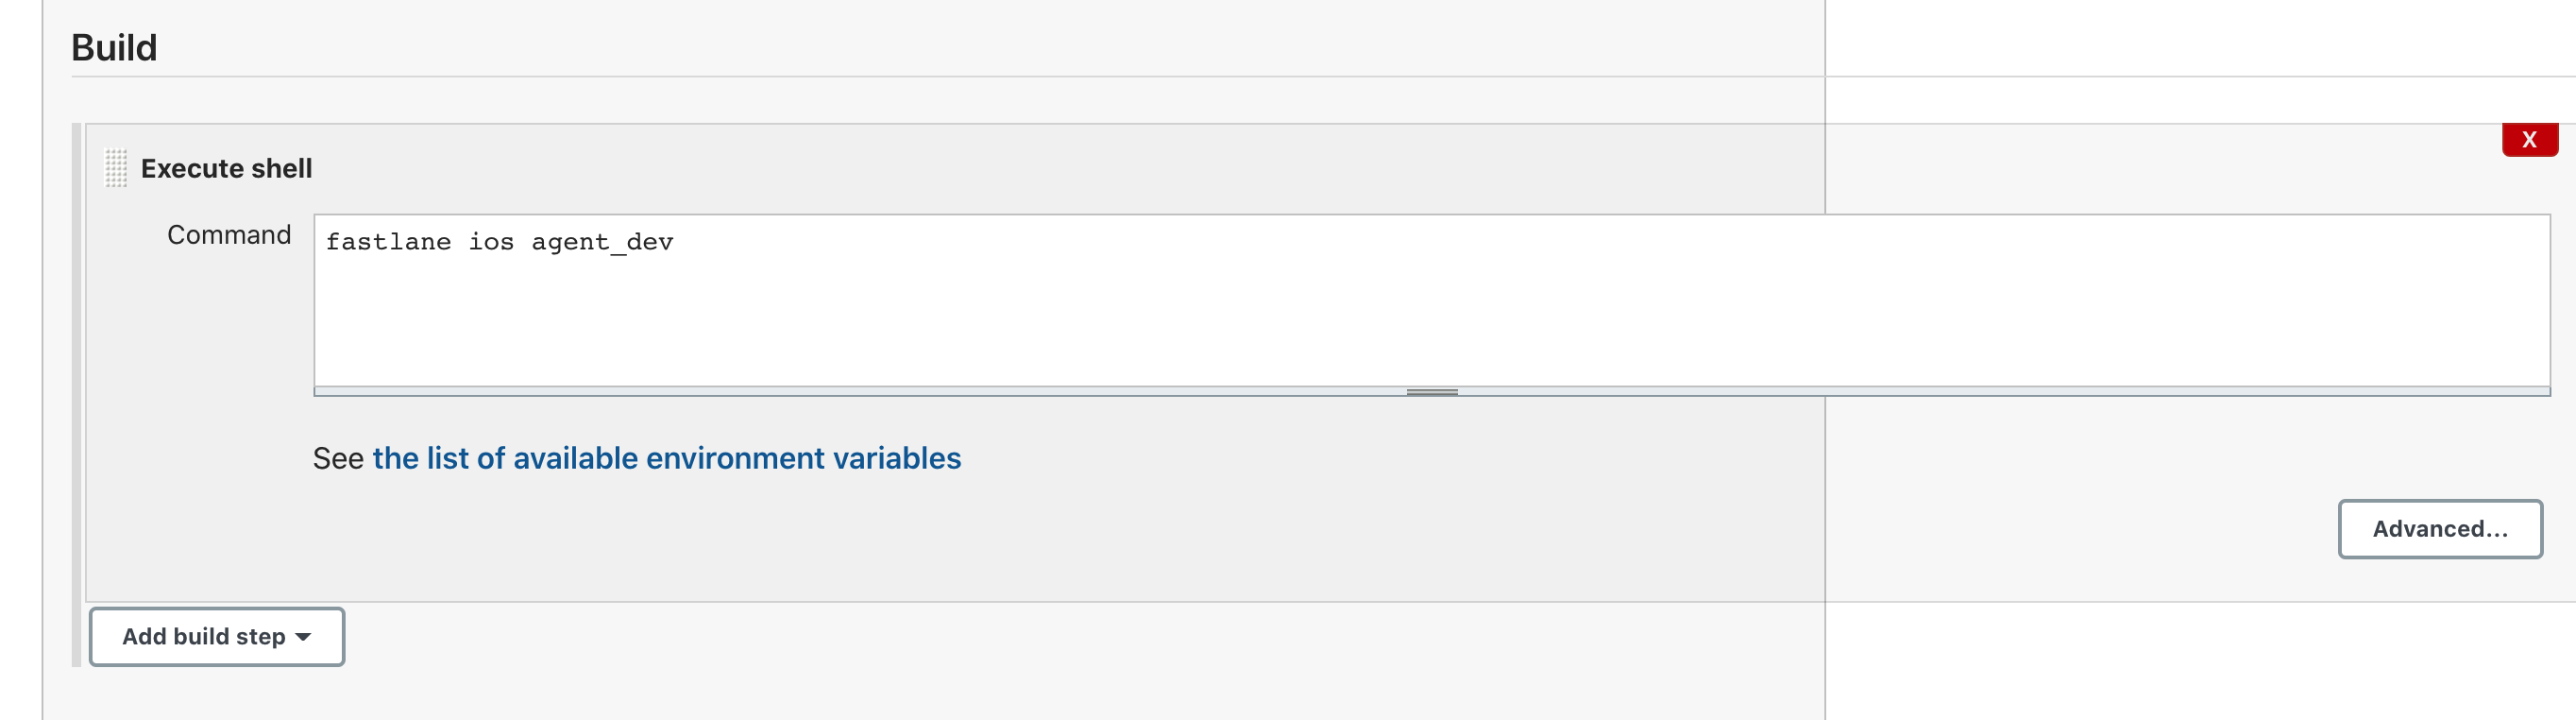 Build
X
Execute shell
Command
fastlane ios agent_dev
See the list of available environment variables
Advanced...
Add build step